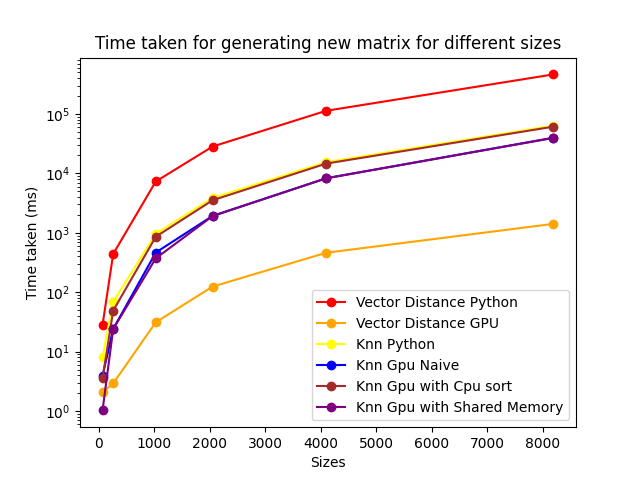 Time taken for generating new matrix for different sizes
Time taken (ms)
10^5
10^4
10^3
10^2
10^1
10^0
0 1000 2000 3000 4000 5000 6000 7000 8000
Sizes
Vector Distance Python
Vector Distance GPU
Knn Python
Knn Gpu Naive
Knn Gpu with Cpu sort
Knn Gpu with Shared Memory